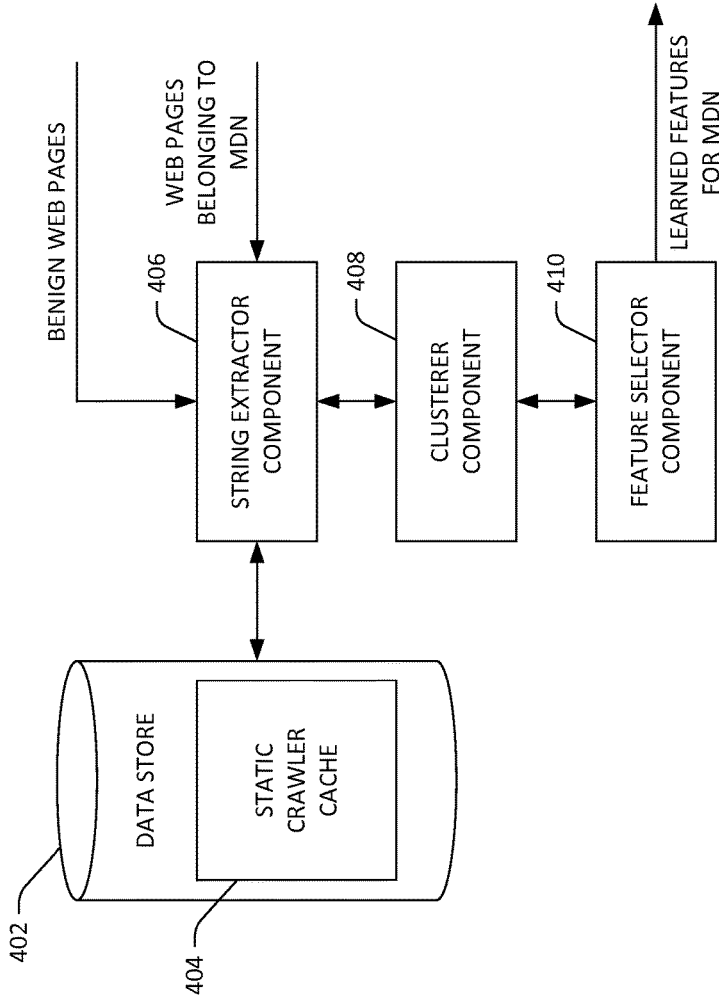 402
DATA STORE
404
STATIC
CRAWLER
CACHE
BENIGN WEB PAGES
406
STRING EXTRACTOR
COMPONENT
WEB PAGES
BELONGING TO
MDN
408
CLUSTERER
COMPONENT
410
FEATURE SELECTOR
COMPONENT
LEARNED FEATURES
FOR MDN